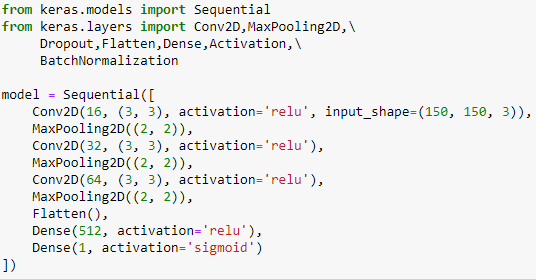 from keras.models import Sequential
from keras.layers import Conv2D,MaxPooling2D,\
    Dropout,Flatten,Dense,Activation,\
    BatchNormalization

model = Sequential([
    Conv2D(16, (3, 3), activation='relu', input_shape=(150, 150, 3)),
    MaxPooling2D((2, 2)),
    Conv2D(32, (3, 3), activation='relu'),
    MaxPooling2D((2, 2)),
    Conv2D(64, (3, 3), activation='relu'),
    MaxPooling2D((2, 2)),
    Flatten(),
    Dense(512, activation='relu'),
    Dense(1, activation='sigmoid')
])